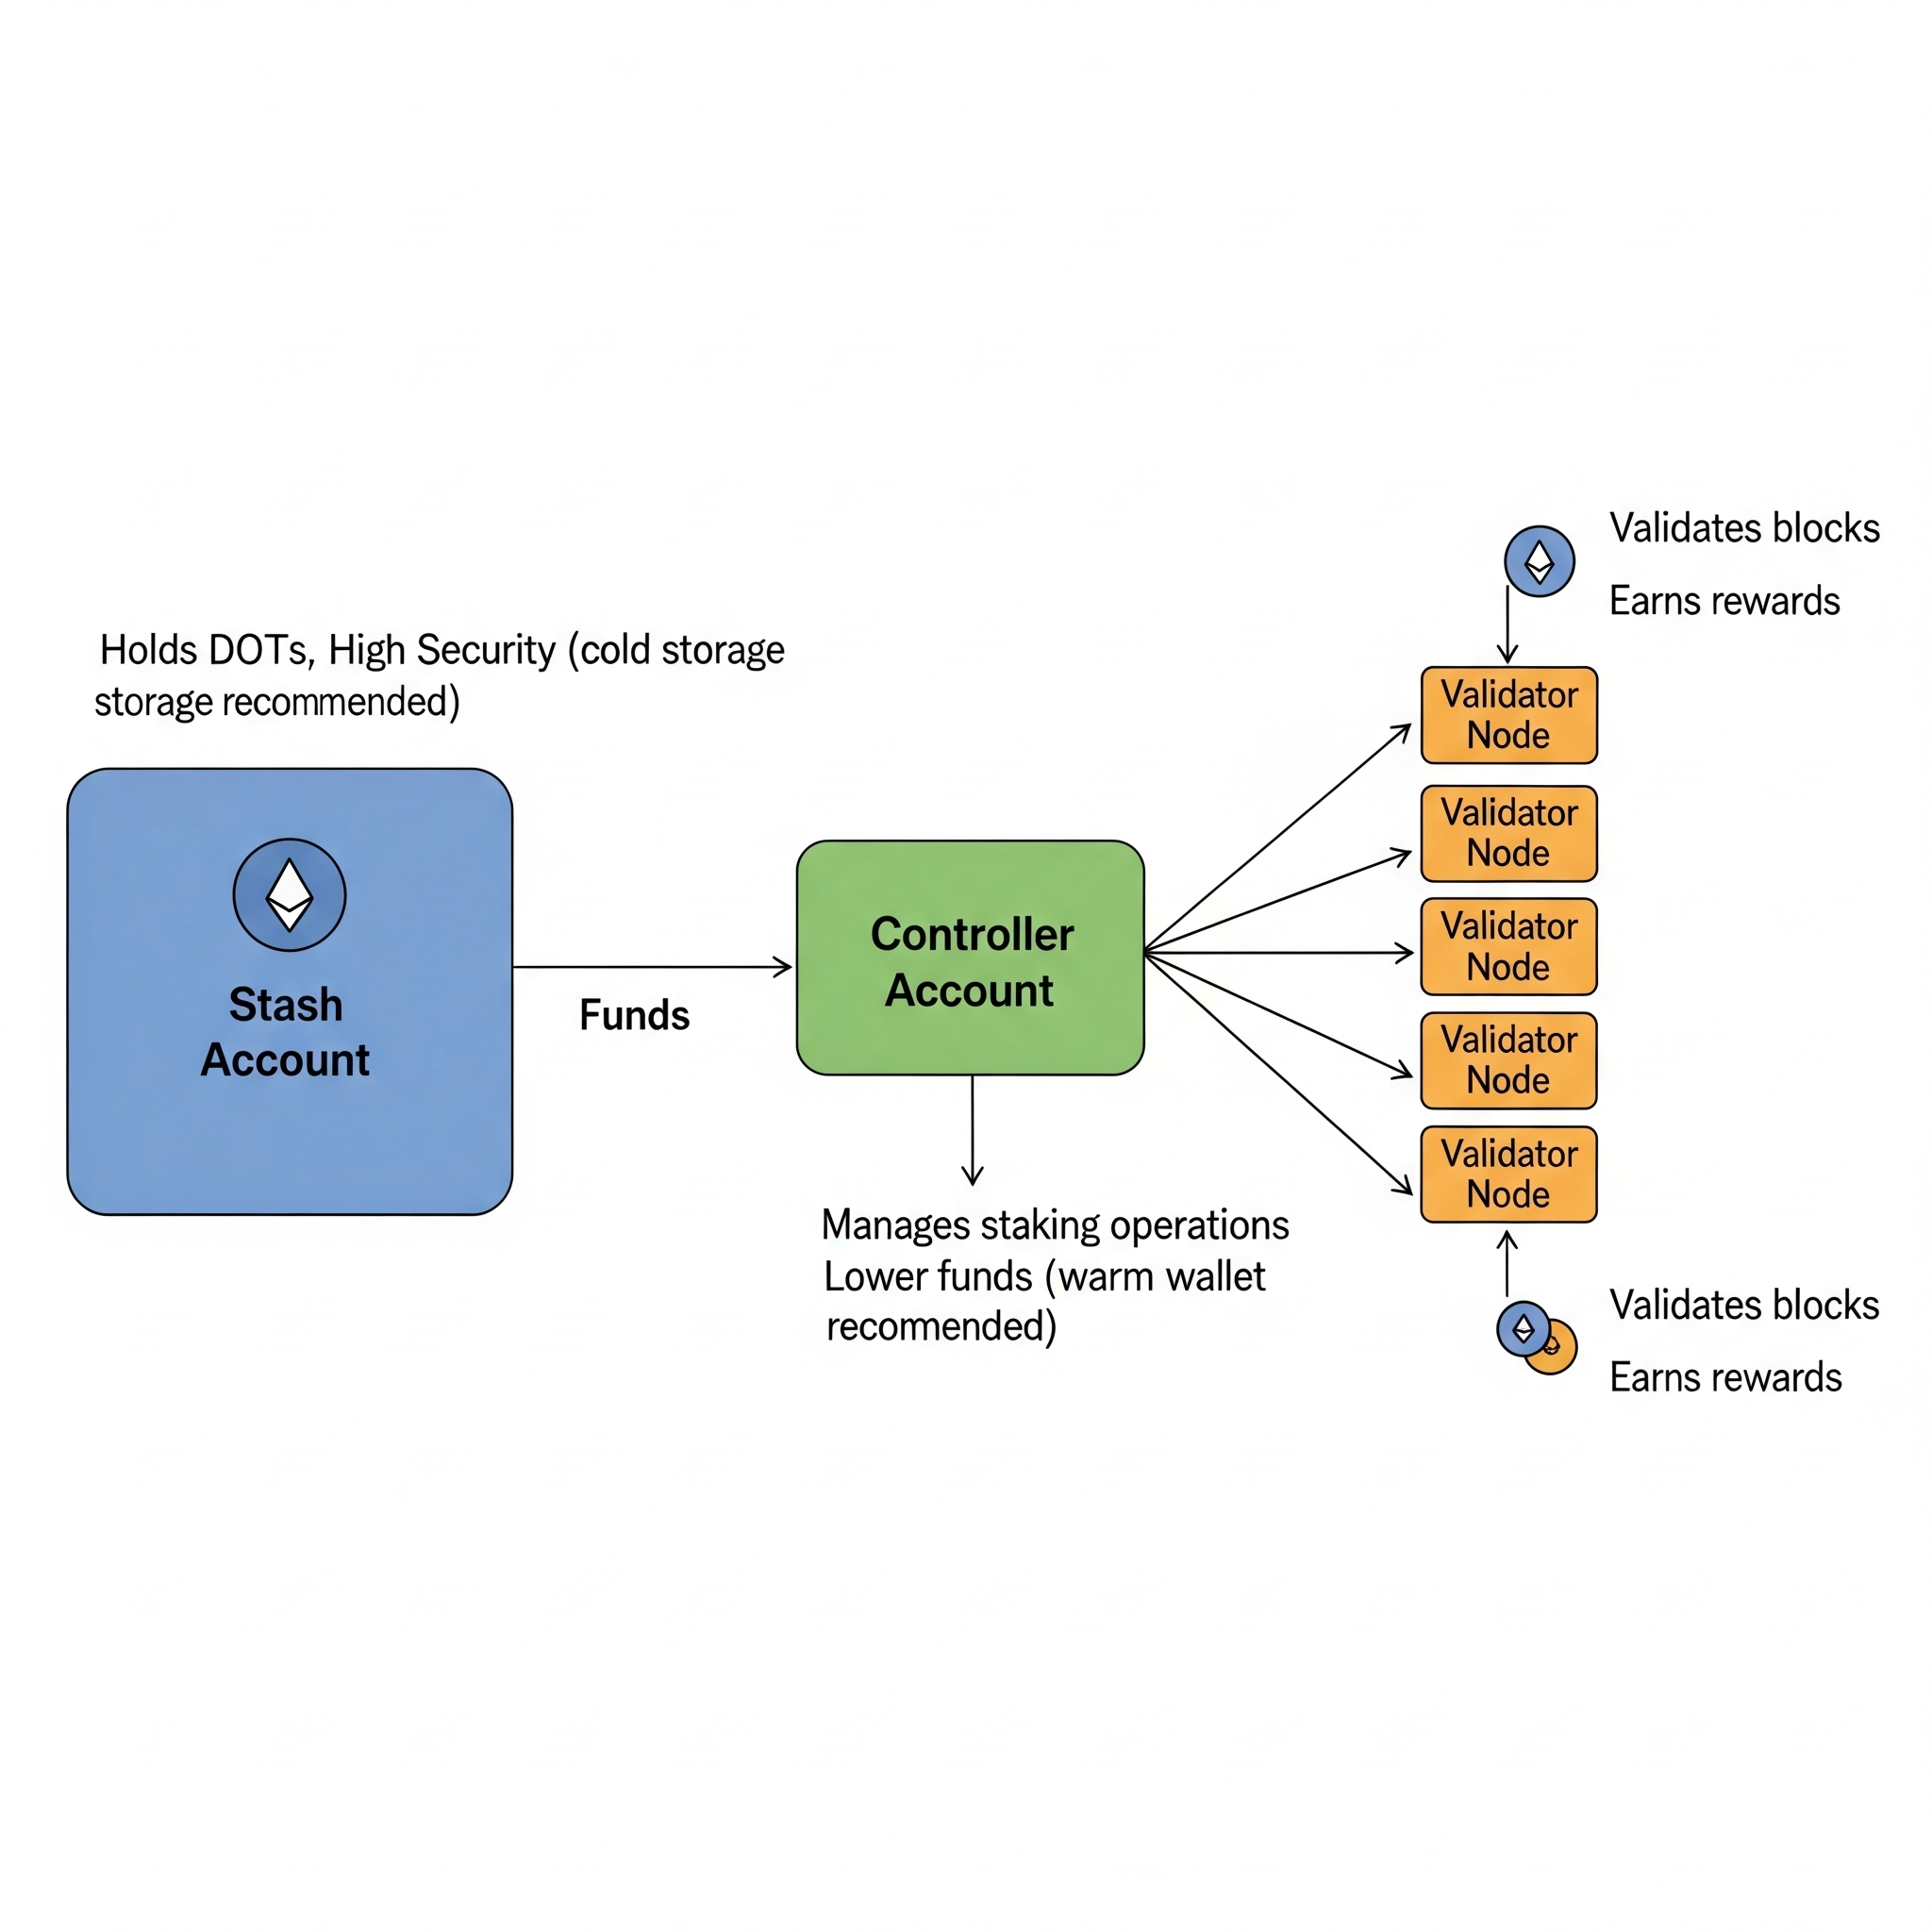 Holds DOTs, High Security (cold storage
storage recommended)
Stash
Account
Funds
Controller
Account
Manages staking operations
Lower funds (warm wallet
recommended)
Validates blocks
Earns rewards
Validator
Node
Validator
Node
Validator
Node
Validator
Node
Validator
Node
Validates blocks
Earns rewards